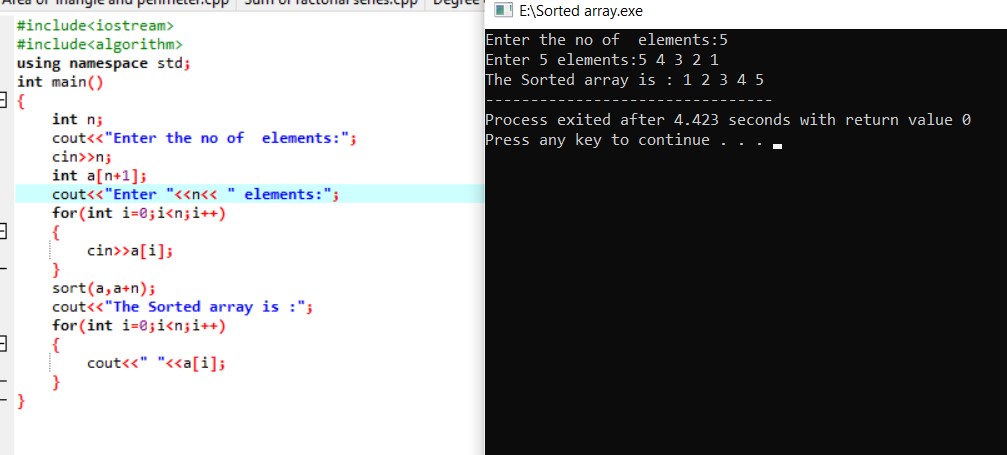 Area of Triangle and perimeter.cpp Sum of factorial series.cpp Degree
#include<iostream>
#include<algorithm>
using namespace std;
int main()
{
int n;
cout<<"Enter the no of  elements:";
cin>>n;
int a[n+1];
cout<<"Enter "<<n<< " elements:";
for(int i=0;i<n;i++)
{
cin>>a[i];
}
sort(a,a+n);
cout<<"The Sorted array is :";
for(int i=0;i<n;i++)
{
cout<<" "<<a[i];
}
}
E:\Sorted array.exe
Enter the no of  elements:5
Enter 5 elements:5 4 3 2 1
The Sorted array is : 1 2 3 4 5
--------------------------------
Process exited after 4.423 seconds with return value 0
Press any key to continue . . .